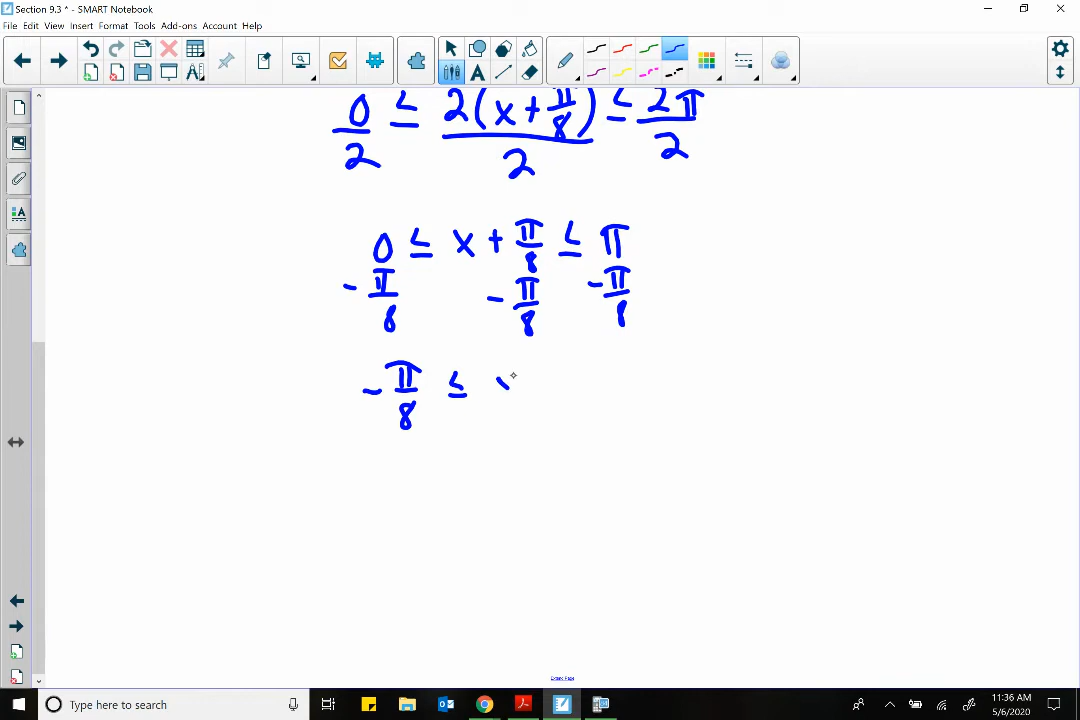 Section 9.3 * - SMART Notebook
File Edit View Insert Format Tools Add-ons Account Help
0/2 ≤ 2(x + π/8)/2 ≤ 2π/2
0 ≤ x + π/8 ≤ π
- π/8 - π/8 - π/8
- π/8 ≤
Extend Page
Type here to search
11:36 AM
5/6/2020